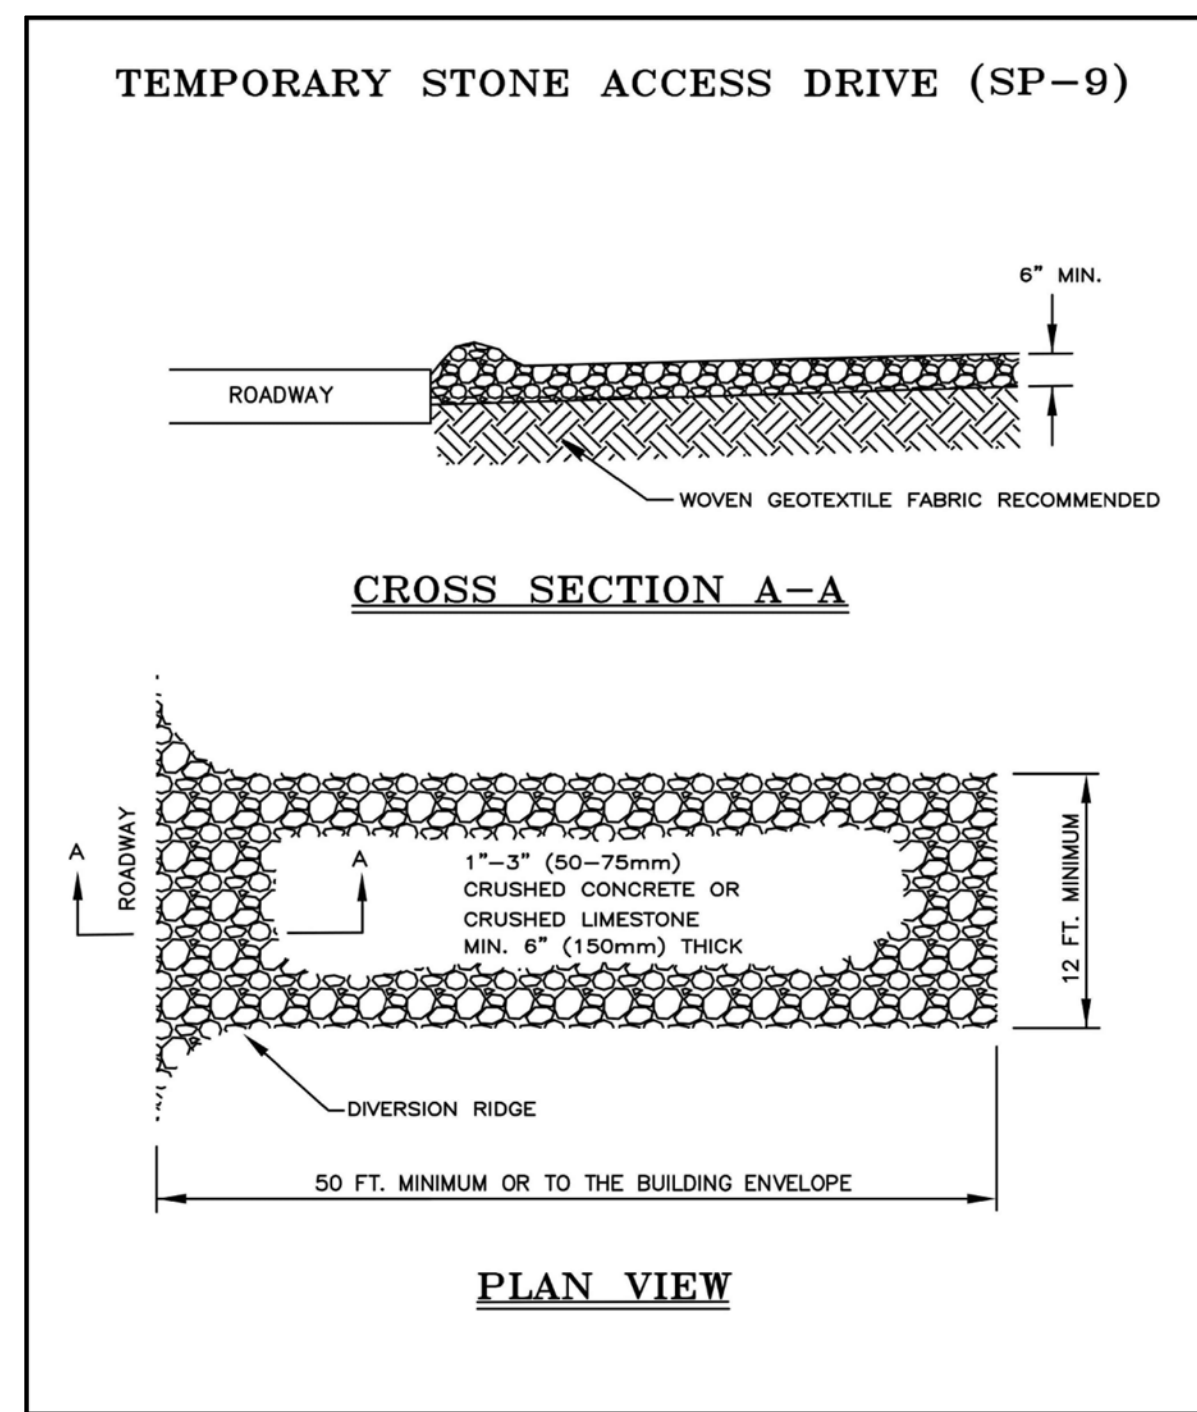 TEMPORARY STONE ACCESS DRIVE (SP-9)
6" MIN.
ROADWAY
WOVEN GEOTEXTILE FABRIC RECOMMENDED
CROSS SECTION A-A
A
ROADWAY
A
1"-3" (50-75mm)
CRUSHED CONCRETE OR
CRUSHED LIMESTONE
MIN. 6" (150mm) THICK
12 FT. MINIMUM
DIVERSION RIDGE
50 FT. MINIMUM OR TO THE BUILDING ENVELOPE
PLAN VIEW